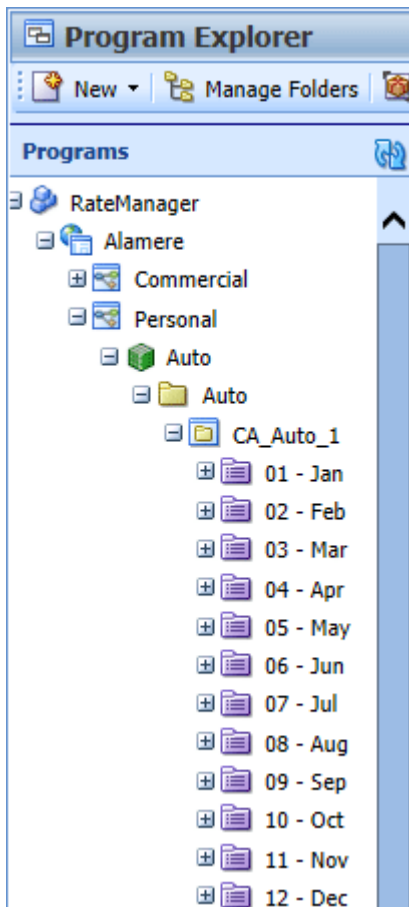 Program Explorer
New Manage Folders
Programs
RateManager
Alamere
Commercial
Personal
Auto
Auto
CA_Auto_1
01 - Jan
02 - Feb
03 - Mar
04 - Apr
05 - May
06 - Jun
07 - Jul
08 - Aug
09 - Sep
10 - Oct
11 - Nov
12 - Dec